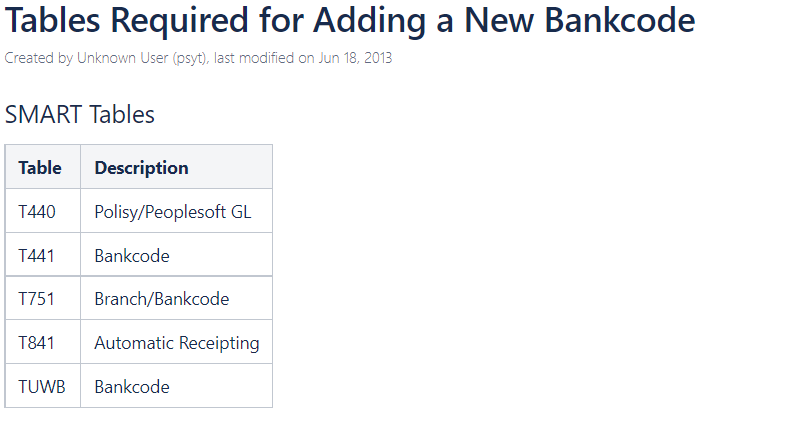 Tables Required for Adding a New Bankcode
Created by Unknown User (psyt), last modified on Jun 18, 2013
SMART Tables
Table Description
T440 Polisy/Peoplesoft GL
T441 Bankcode
T751 Branch/Bankcode
T841 Automatic Receipting
TUWB Bankcode